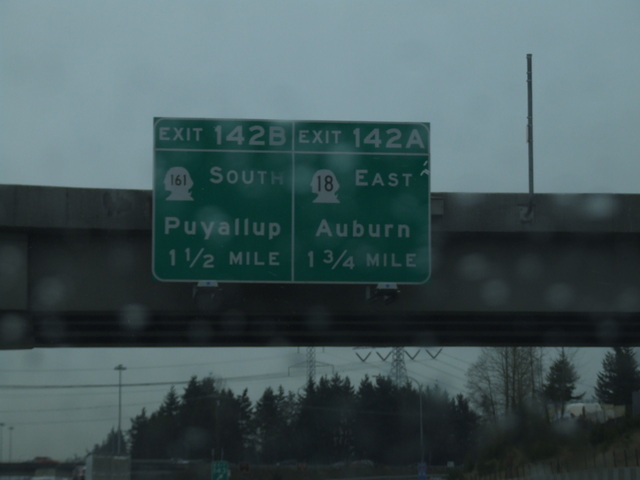 EXIT 142B
161 SOUTH
Puyallup
1 1/2 MILE
EXIT 142A
18 EAST
Auburn
1 3/4 MILE